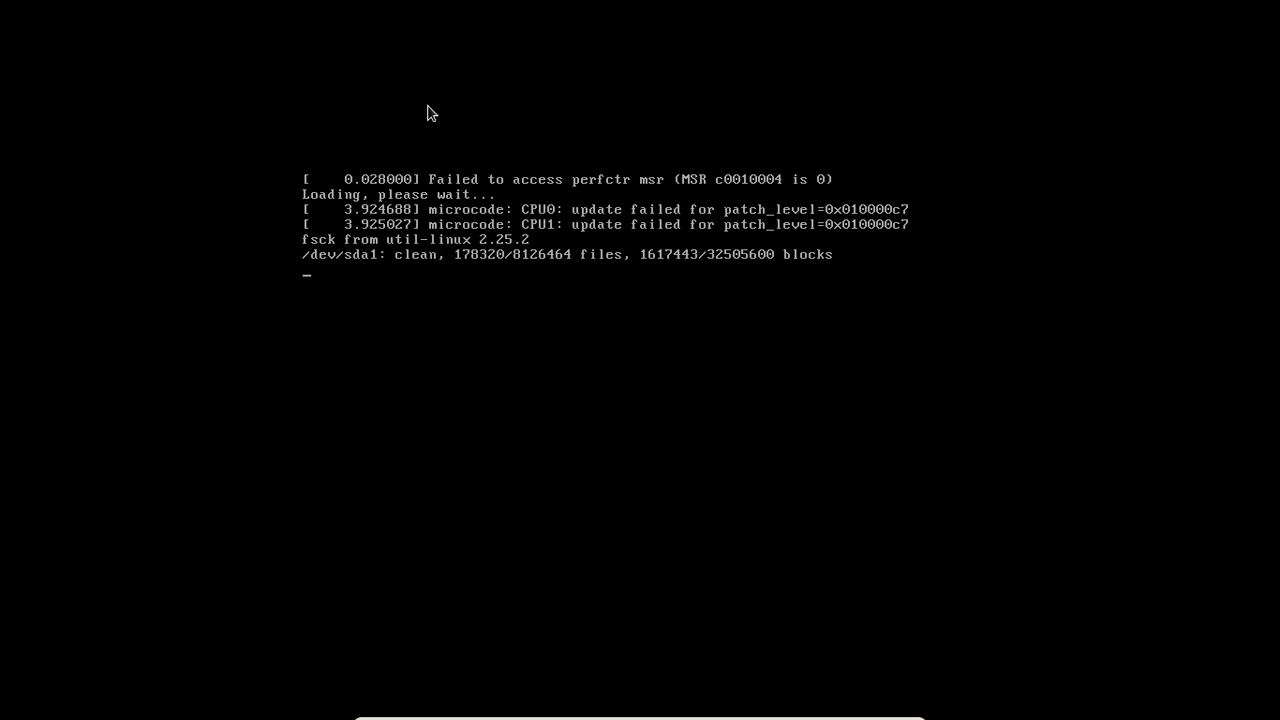 [    0.028000] Failed to access perfctr msr (MSR c0010004 is 0)
Loading, please wait...
[    3.924688] microcode: CPU0: update failed for patch_level=0x010000c7
[    3.925027] microcode: CPU1: update failed for patch_level=0x010000c7
fsck from util-linux 2.25.2
/dev/sda1: clean, 178320/8126464 files, 1617443/32505600 blocks